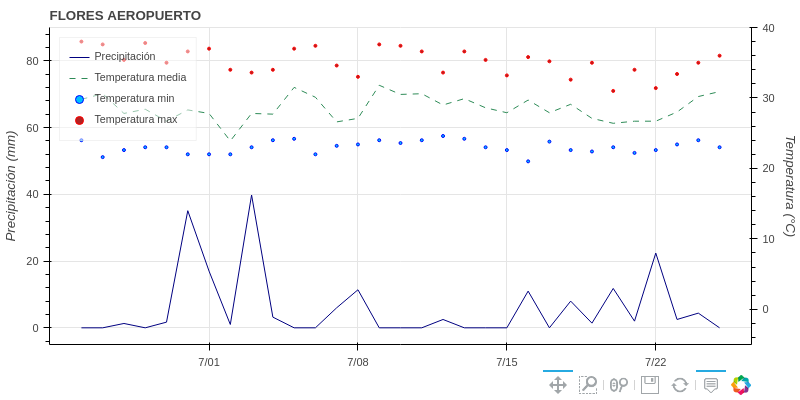 FLORES AEROPUERTO
Precipitación
Temperatura media
Temperatura min
Temperatura max
Precipitación (mm)
80
60
40
20
0
40
30
20
10
0
Temperatura (°C)
7/01
7/08
7/15
7/22